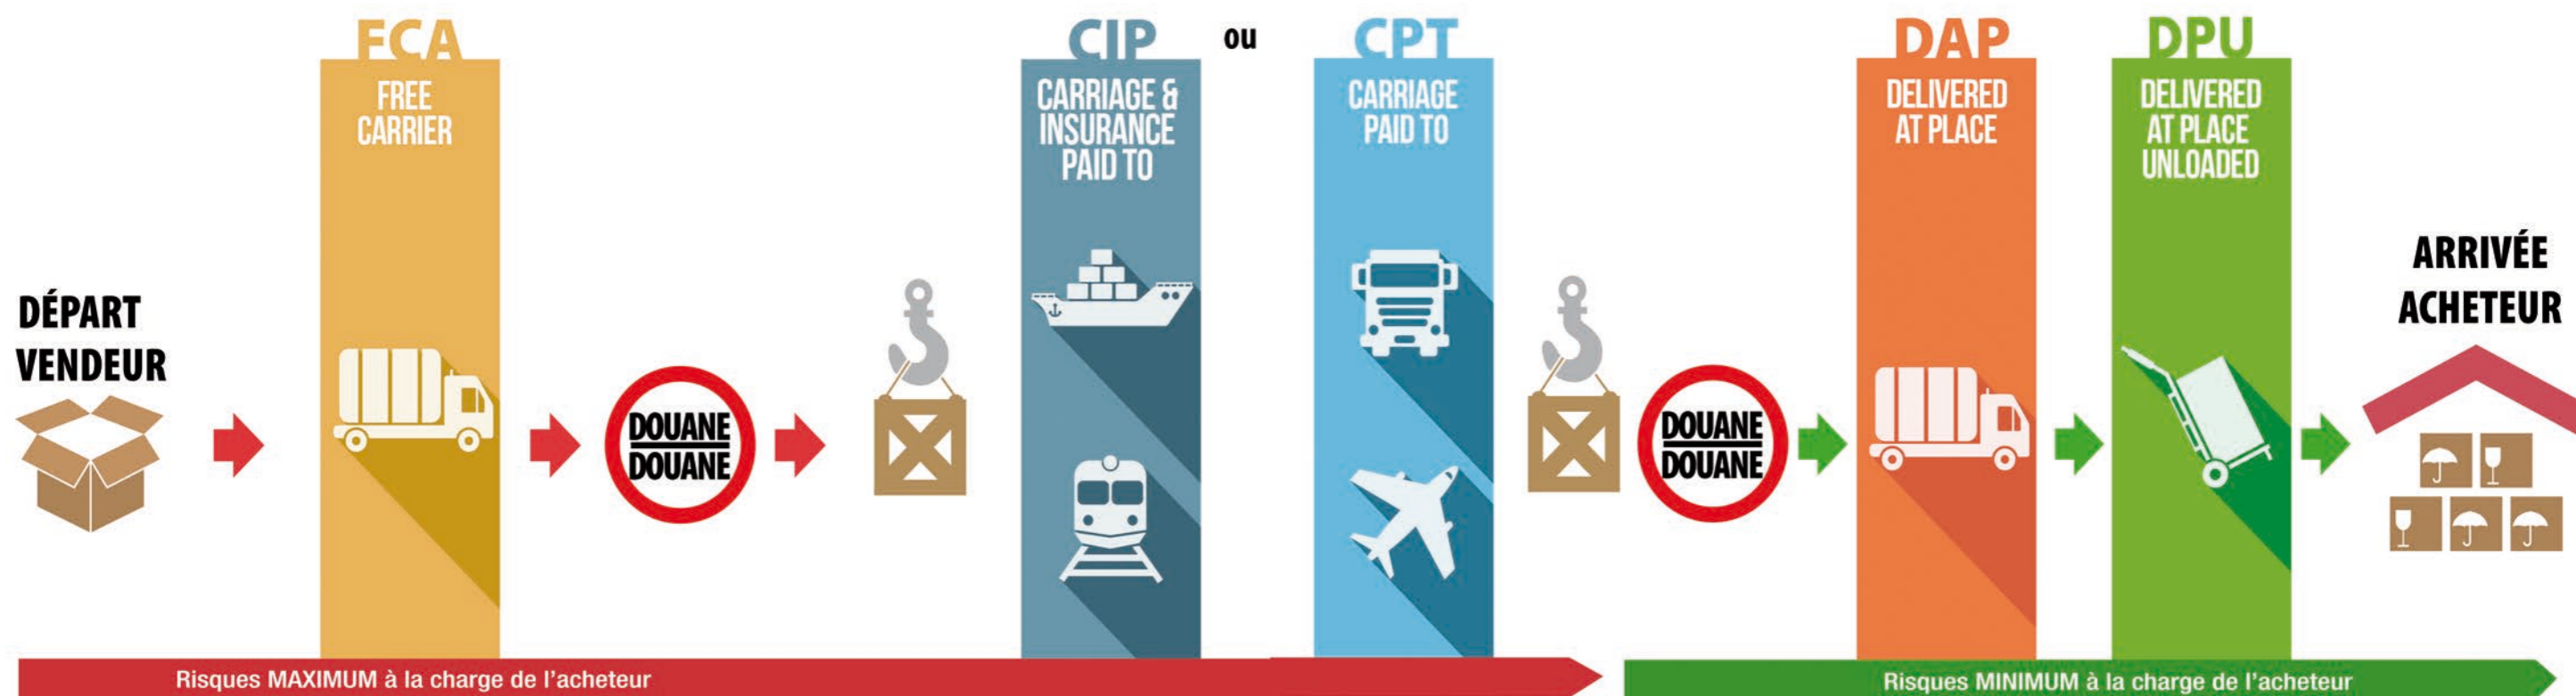 DÉPART
VENDEUR
FCA
FREE
CARRIER
DOUANE
DOUANE
CIP
CARRIAGE &
INSURANCE
PAID TO
ou
CPT
CARRIAGE
PAID TO
DOUANE
DOUANE
DAP
DELIVERED
AT PLACE
DPU
DELIVERED
AT PLACE
UNLOADED
ARRIVÉE
ACHETEUR
Risques MAXIMUM à la charge de l'acheteur
Risques MINIMUM à la charge de l'acheteur